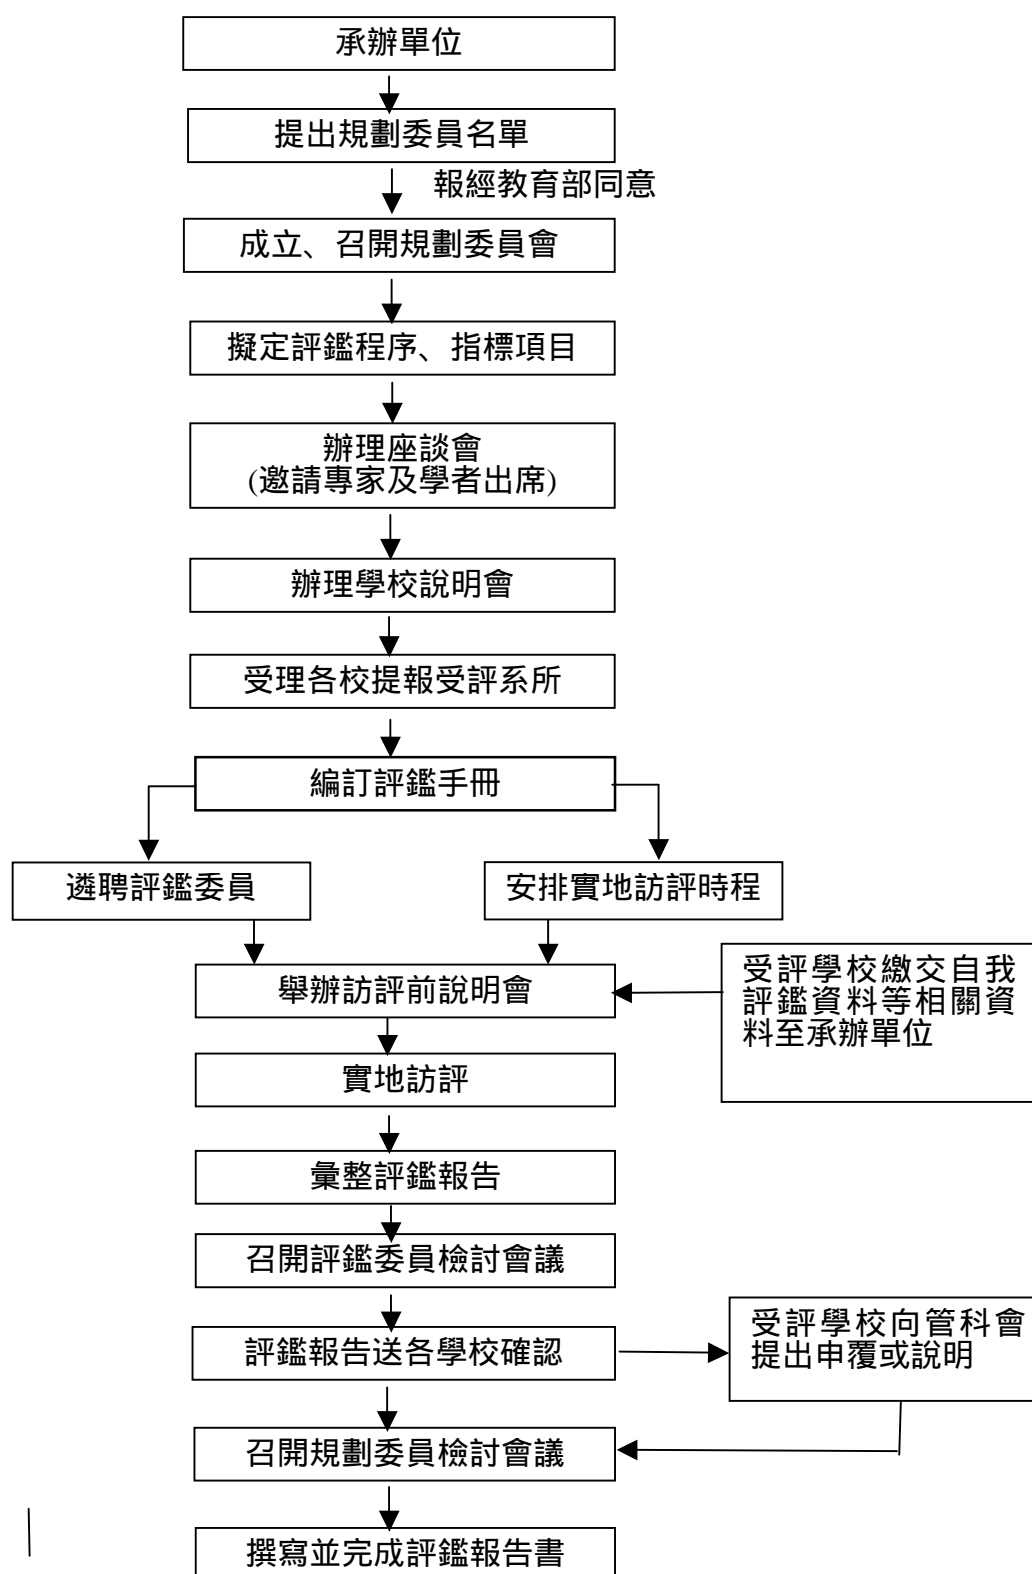 承辦單位
提出規劃委員名單
報經教育部同意
成立、召開規劃委員會
擬定評鑑程序、指標項目
辦理座談會
(邀請專家及學者出席)
辦理學校說明會
受理各校提報受評系所
編訂評鑑手冊
遴聘評鑑委員
安排實地訪評時程
舉辦訪評前說明會
受評學校繳交自我
評鑑資料等相關資
料至承辦單位
實地訪評
彙整評鑑報告
召開評鑑委員檢討會議
評鑑報告送各學校確認
受評學校向管科會
提出申覆或說明
召開規劃委員檢討會議
撰寫並完成評鑑報告書